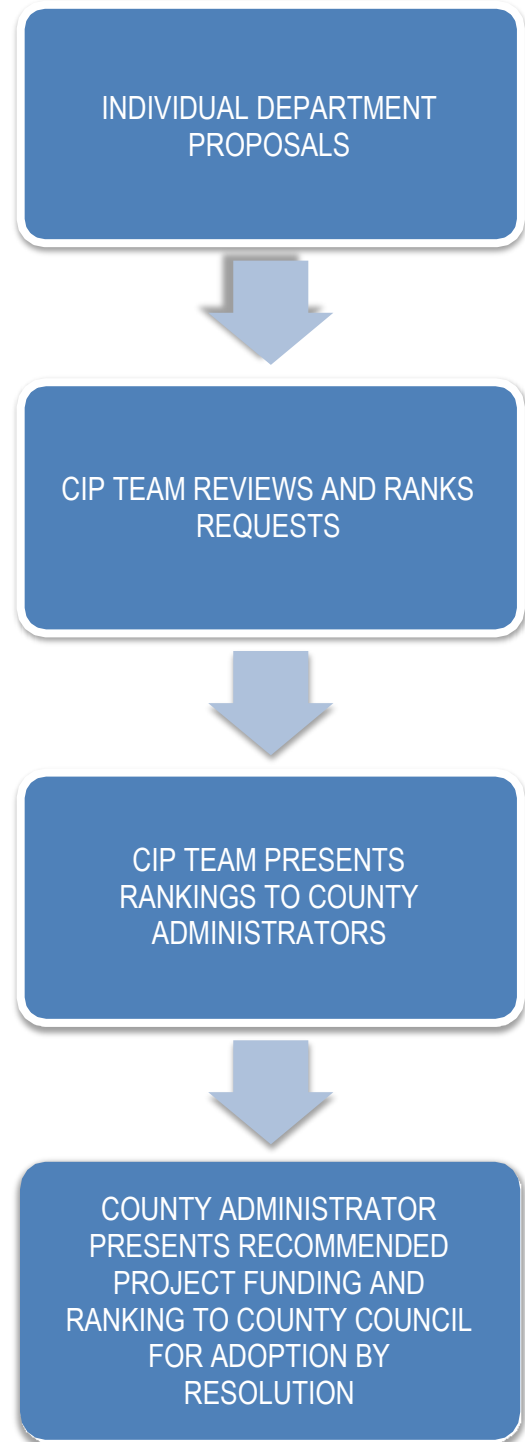 INDIVIDUAL DEPARTMENT
PROPOSALS
CIP TEAM REVIEWS AND RANKS
REQUESTS
CIP TEAM PRESENTS
RANKINGS TO COUNTY
ADMINISTRATORS
COUNTY ADMINISTRATOR
PRESENTS RECOMMENDED
PROJECT FUNDING AND
RANKING TO COUNTY COUNCIL
FOR ADOPTION BY
RESOLUTION